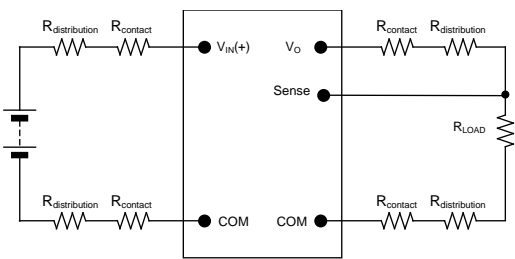 Rdistribution Rcontact VIN(+) VO Rcontact Rdistribution
Sense
RLOAD
Rdistribution Rcontact COM COM Rcontact Rdistribution